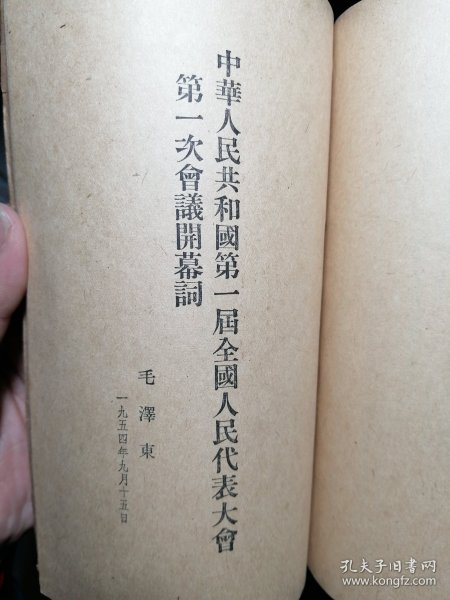 中華人民共和國第一屆全國人民代表大會
第一次會議開幕詞
毛澤東
一九五四年九月十五日
孔夫子旧书网
www.kongfz.com